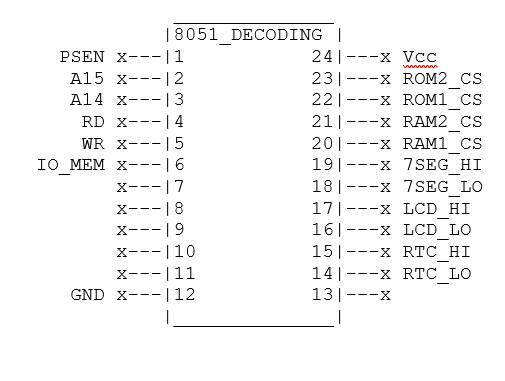 |8051_DECODING |
PSEN x---|1 24|---x Vcc
A15 x---|2 23|---x ROM2_CS
A14 x---|3 22|---x ROM1_CS
RD x---|4 21|---x RAM2_CS
WR x---|5 20|---x RAM1_CS
IO_MEM x---|6 19|---x 7SEG_HI
x---|7 18|---x 7SEG_LO
x---|8 17|---x LCD_HI
x---|9 16|---x LCD_LO
x---|10 15|---x RTC_HI
x---|11 14|---x RTC_LO
GND x---|12 13|---x